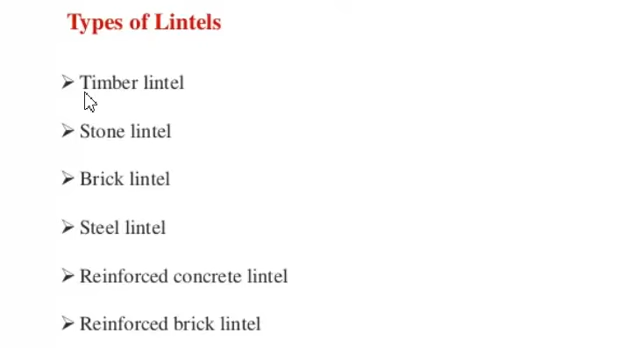 Types of Lintels
➢ Timber lintel
➢ Stone lintel
➢ Brick lintel
➢ Steel lintel
➢ Reinforced concrete lintel
➢ Reinforced brick lintel